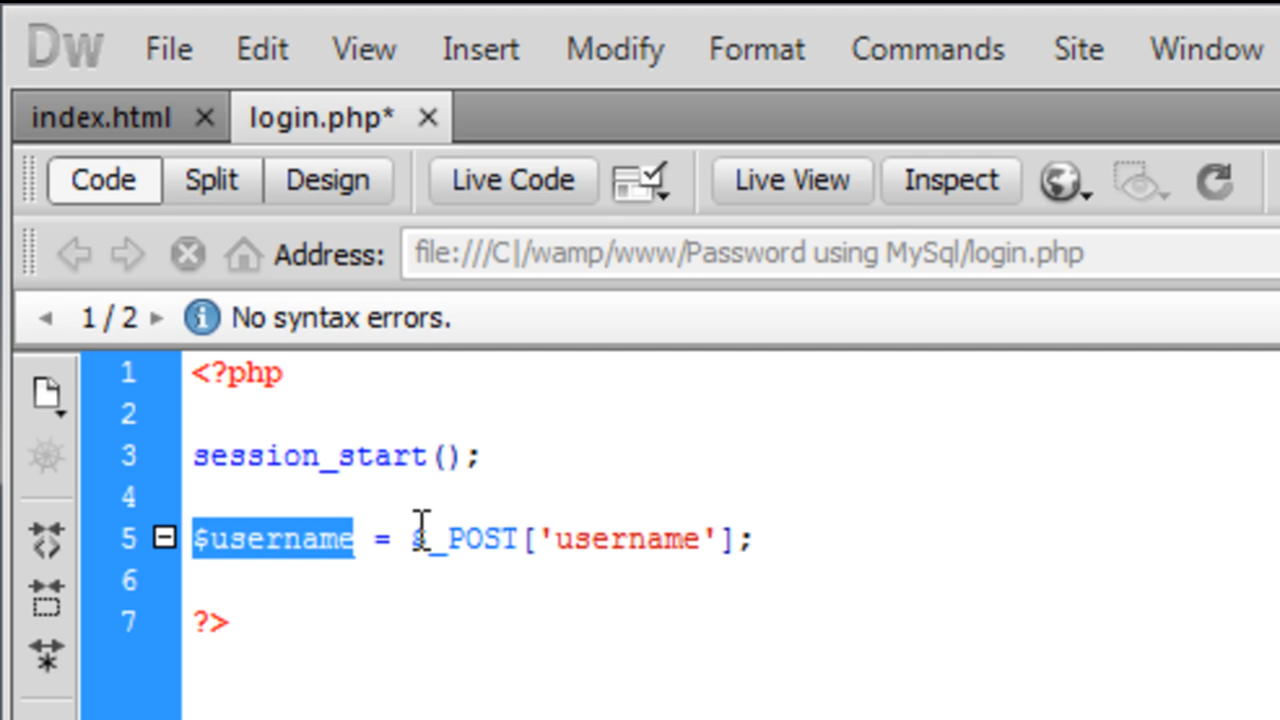 Dw File Edit View Insert Modify Format Commands Site Window
index.html × login.php* ×
Code Split Design Live Code Live View Inspect
Address: file:///C|/wamp/www/Password using MySql/login.php
1 / 2 No syntax errors.
1 <?php
2
3 session_start();
4
5 $username = $_POST['username'];
6
7 ?>